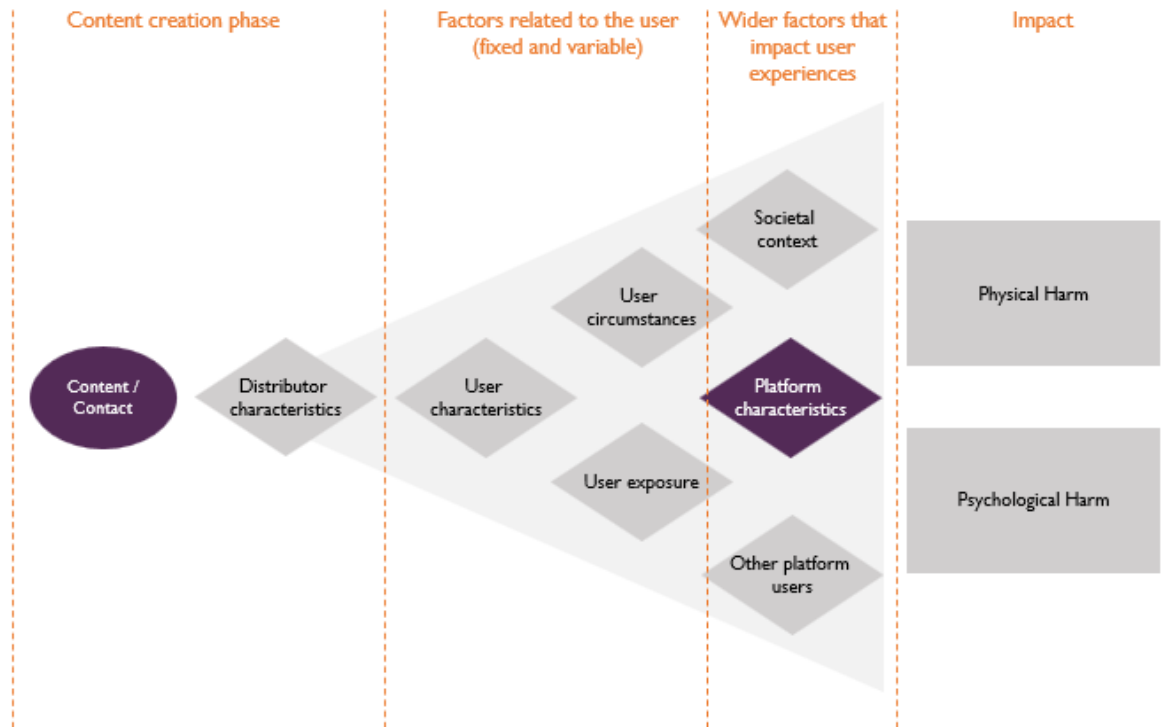 Content creation phase
Factors related to the user
(fixed and variable)
Wider factors that
impact user
experiences
Impact
Societal
context
User
circumstances
Physical Harm
Content /
Contact
Distributor
characteristics
User
characteristics
Platform
characteristics
User exposure
Psychological Harm
Other platform
users